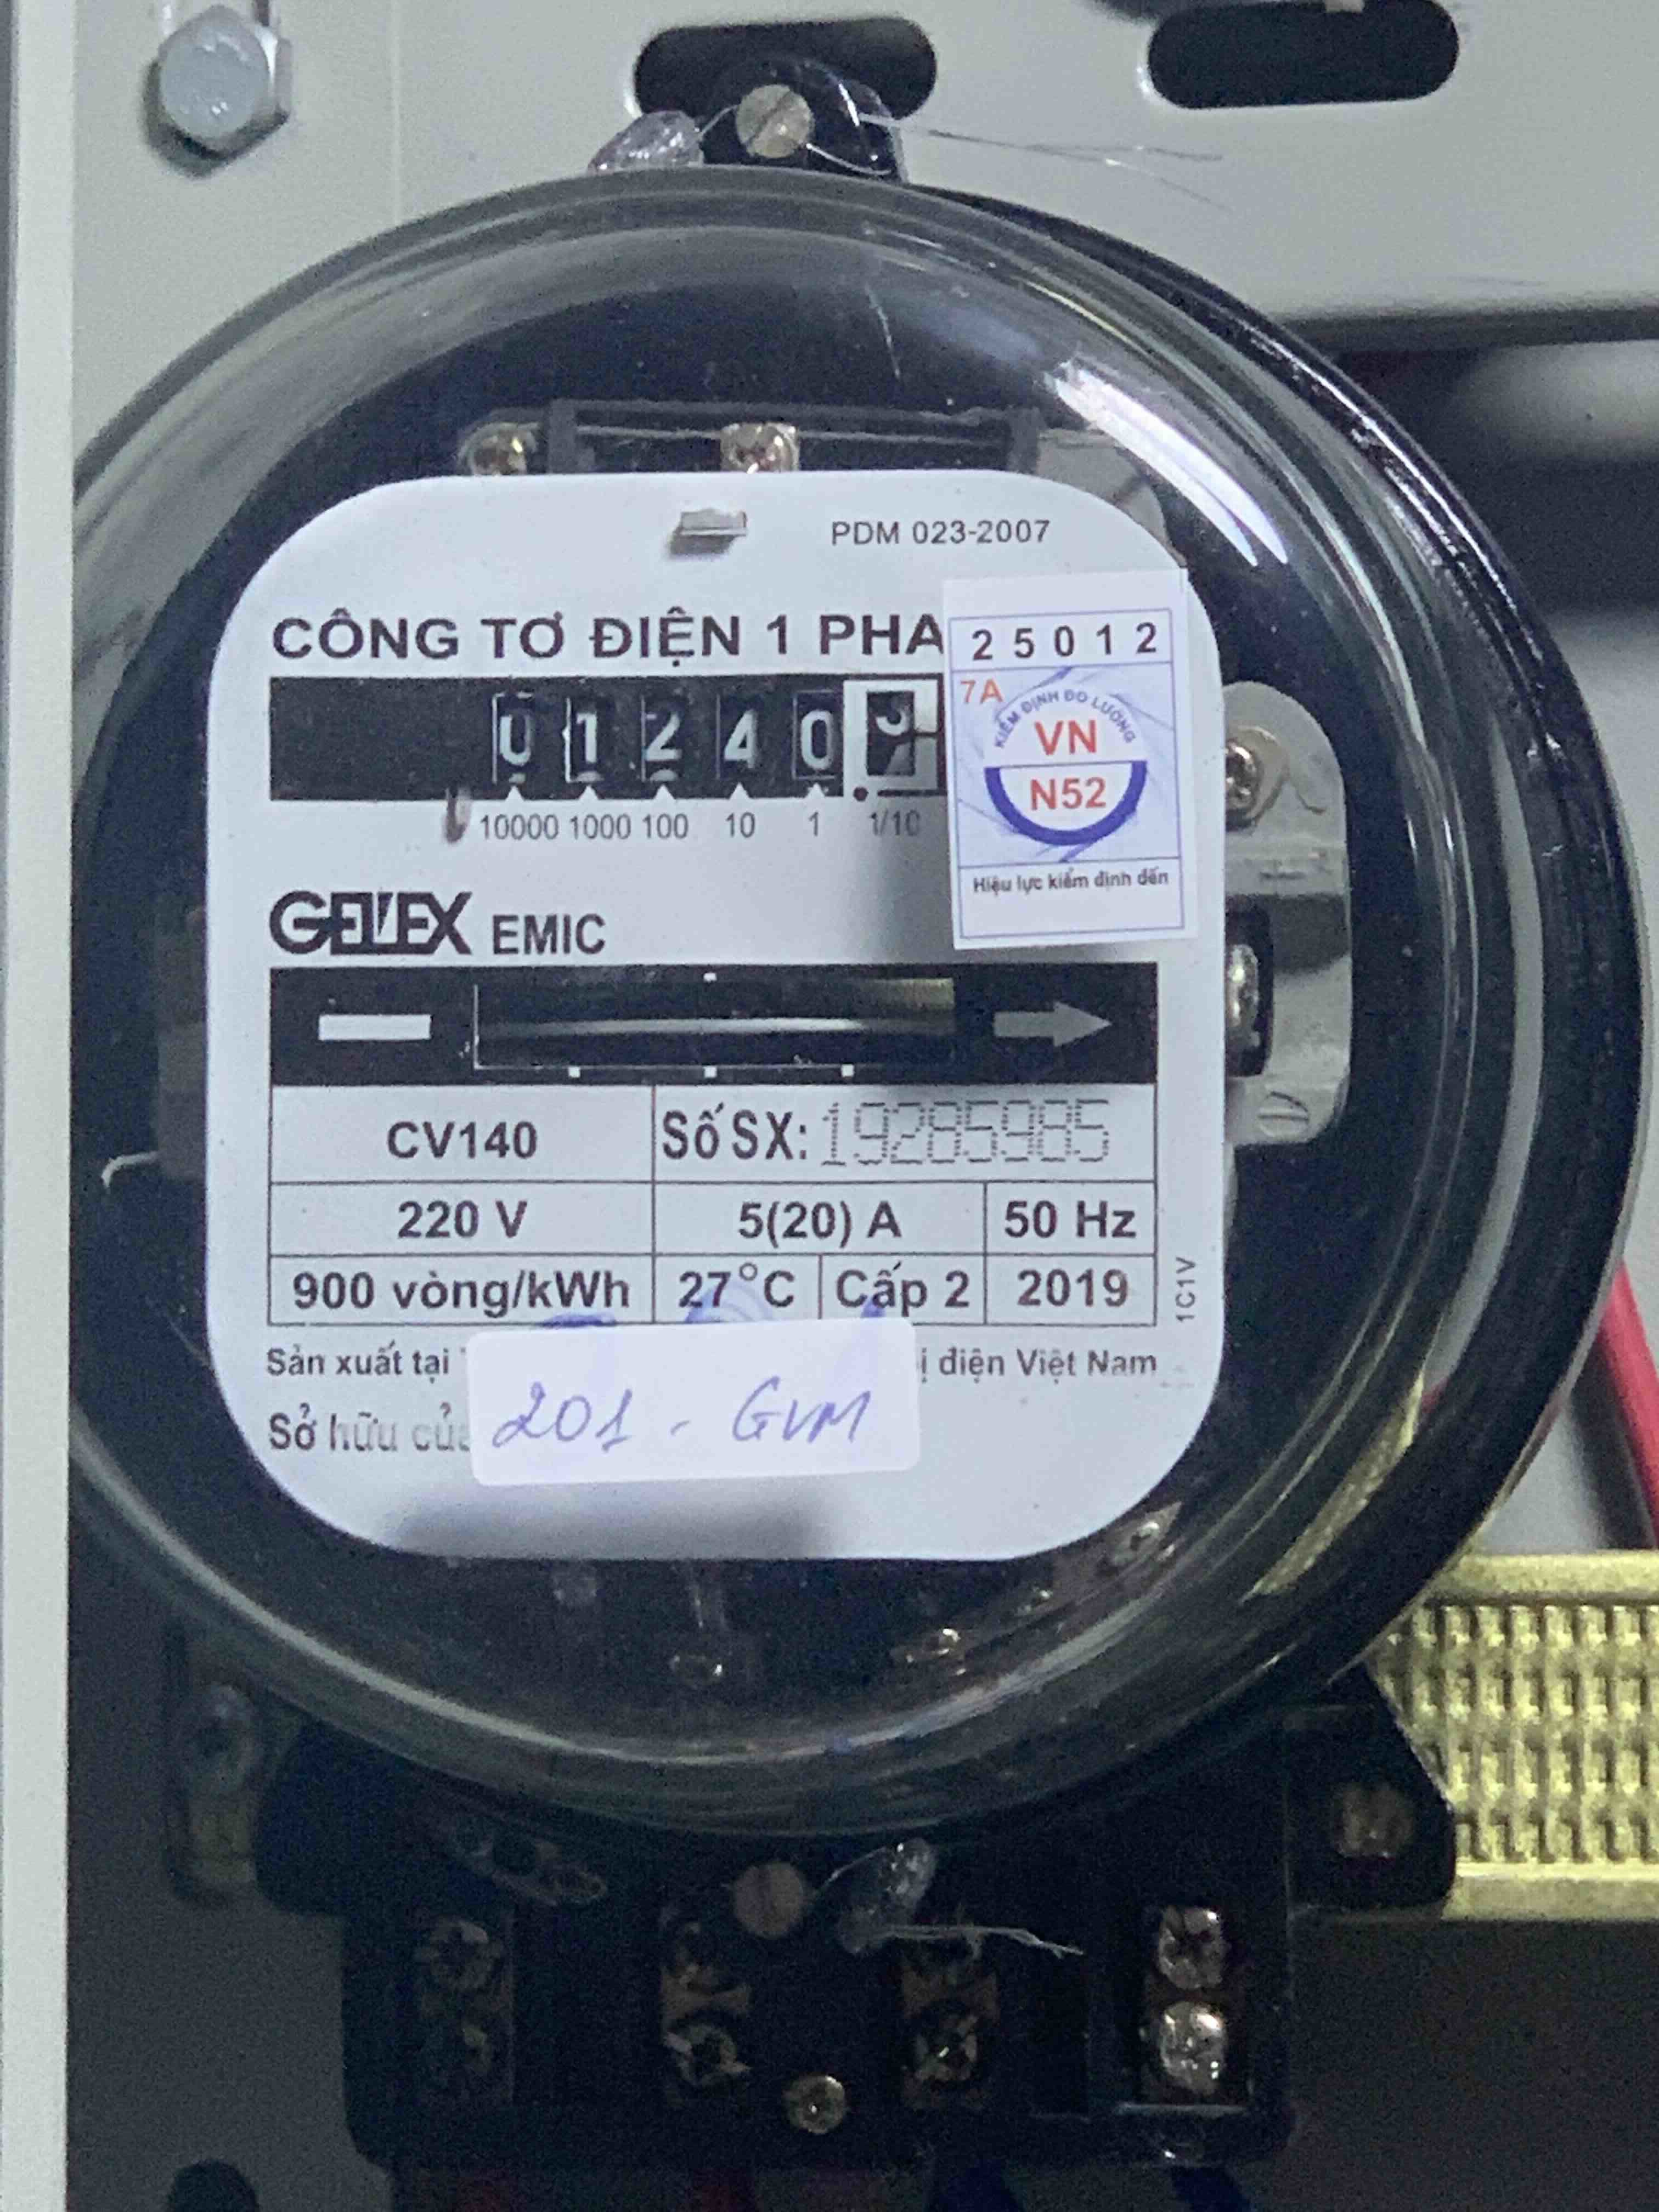 PDM 023-2007
CÔNG TƠ ĐIỆN 1 PHA
25012
7A
KIỂM ĐỊNH ĐO LƯỜNG
VN
N52
Hiệu lực kiểm định đến
01240
10000 1000 100 10 1 1/10
GELEX EMIC
CV140 Số SX: 19285985
220 V 5(20) A 50 Hz
900 vòng/kWh 27°C Cấp 2 2019
1C1V
Sản xuất tại điện Việt Nam
Sở hữu của
201 - GVM